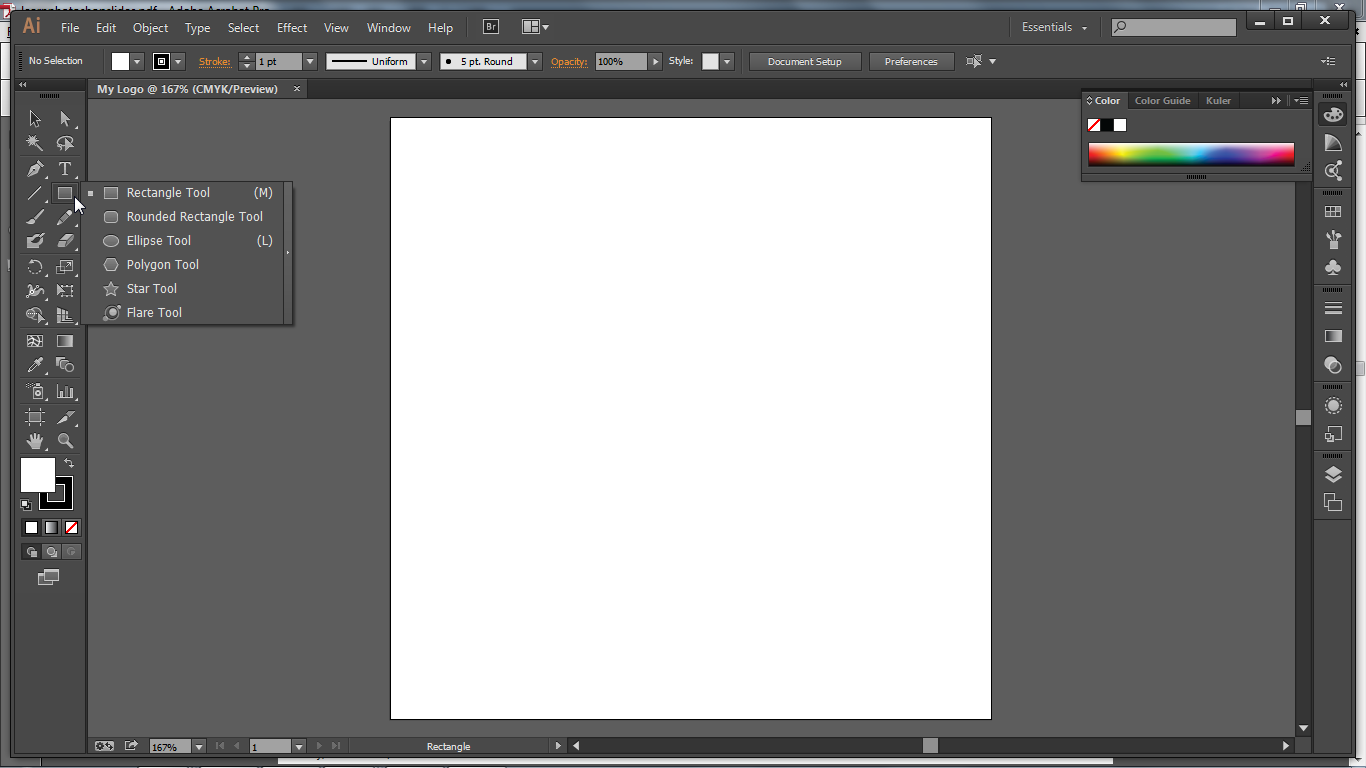 Ai File Edit Object Type Select Effect View Window Help Br Essentials
No Selection Stroke: 1 pt Uniform 5 pt. Round Opacity: 100% Style: Document Setup Preferences
My Logo @ 167% (CMYK/Preview) ×
Color Color Guide Kuler
T
Rectangle Tool (M)
Rounded Rectangle Tool
Ellipse Tool (L)
Polygon Tool
Star Tool
Flare Tool
167% 1 Rectangle